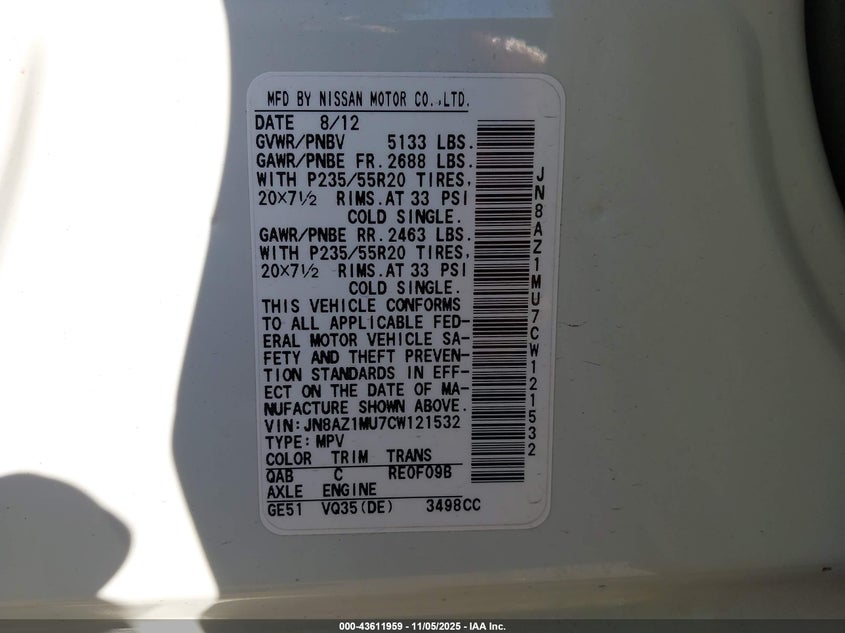 MFD BY NISSAN MOTOR CO.,LTD.
DATE 8/12
GVWR/PNBV 5133 LBS.
GAWR/PNBE FR. 2688 LBS.
WITH P235/55R20 TIRES,
20×7½ RIMS. AT 33 PSI
COLD SINGLE.
GAWR/PNBE RR. 2463 LBS.
WITH P235/55R20 TIRES,
20×7½ RIMS. AT 33 PSI
COLD SINGLE.
THIS VEHICLE CONFORMS
TO ALL APPLICABLE FED-
ERAL MOTOR VEHICLE SA-
FETY AND THEFT PREVEN-
TION STANDARDS IN EFF-
ECT ON THE DATE OF MA-
NUFACTURE SHOWN ABOVE.
VIN:JN8AZ1MU7CW121532
TYPE:MPV
COLOR TRIM TRANS
QAB C RE0F09B
AXLE ENGINE
GE51 VQ35(DE) 3498CC
JN8AZ1MU7CW121532
000-43611959 - 11/05/2025 - IAA Inc.